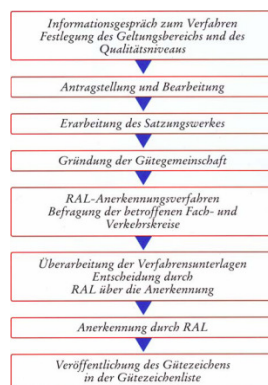 Informationsgespräch zum Verfahren
Festlegung des Geltungsbereichs und des
Qualitätsniveaus
Antragstellung und Bearbeitung
Erarbeitung des Satzungswerkes
Gründung der Gütegemeinschaft
RAL-Anerkennungsverfahren
Befragung der betroffenen Fach- und
Verkehrskreise
Überarbeitung der Verfahrensunterlagen
Entscheidung durch
RAL über die Anerkennung
Anerkennung durch RAL
Veröffentlichung des Gütezeichens
in der Gütezeichenliste